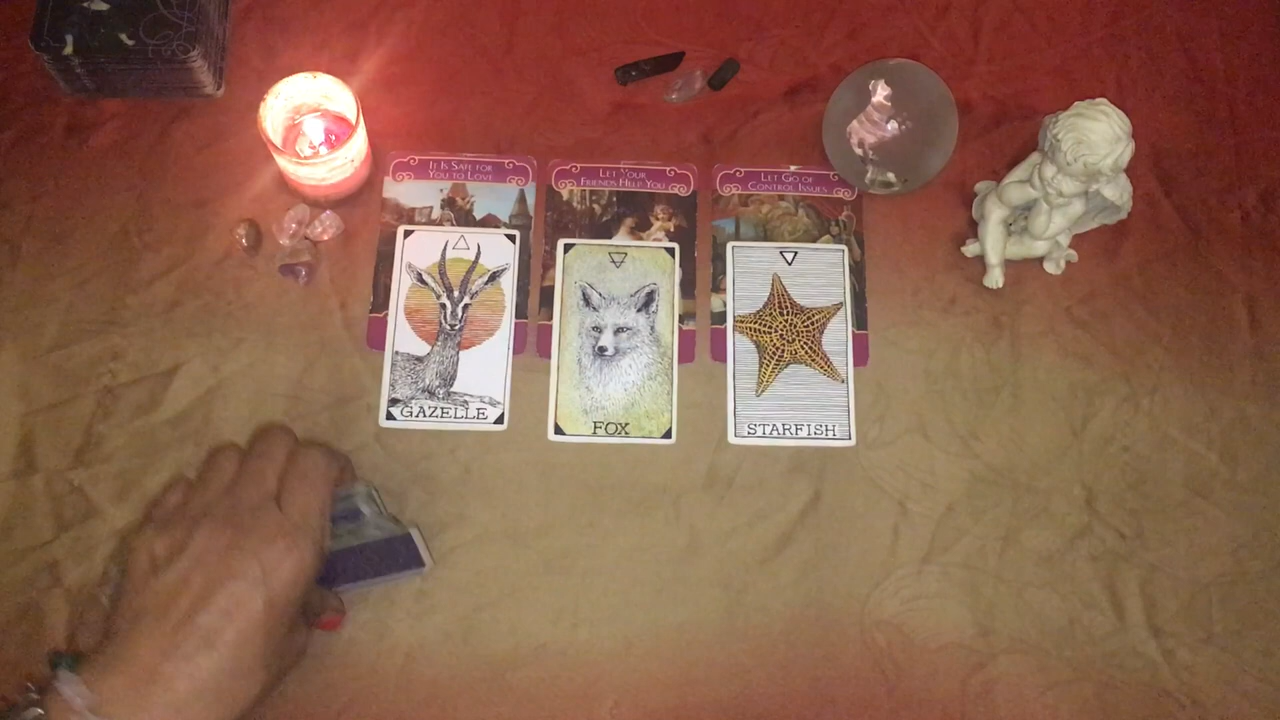 It Is Safe for
You to Love
Let Your
Friends Help You
Let Go of
Control Issues
GAZELLE
FOX
STARFISH